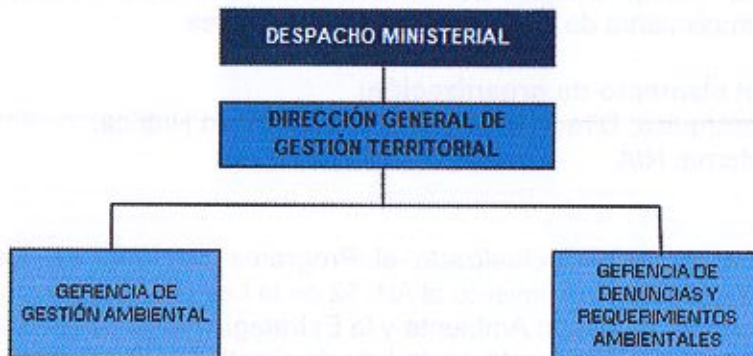 DESPACHO MINISTERIAL
DIRECCIÓN GENERAL DE
GESTIÓN TERRITORIAL
GERENCIA DE
GESTIÓN AMBIENTAL
GERENCIA DE
DENUNCIAS Y
REQUERIMIENTOS
AMBIENTALES